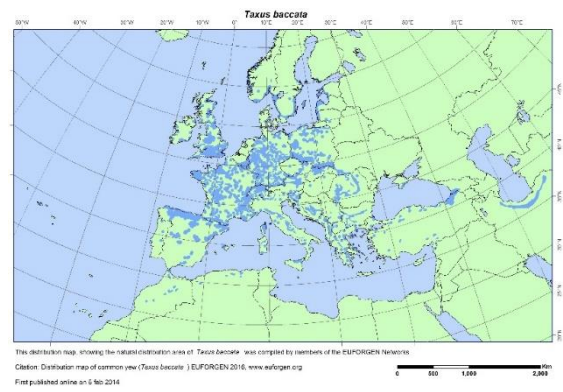 Taxus baccata
This distribution map, showing the natural distribution area of Taxus baccata was compiled by members of the EUFORGEN Networks
Citation: Distribution map of common yew (Taxus baccata ) EUFORGEN 2016, www.euforgen.org
First published online on 6 feb 2014
Km
0 500 1,000 2,000